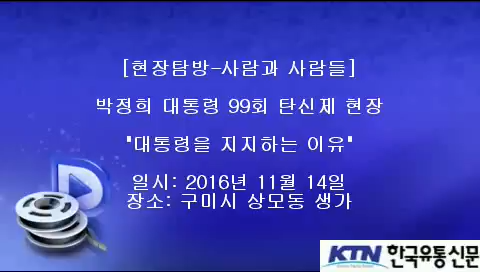 [현장탐방-사람과 사람들]
박정희 대통령 99회 탄신제 현장
"대통령을 지지하는 이유"
일시: 2016년 11월 14일
장소: 구미시 상모동 생가
KTN 한국유통신문